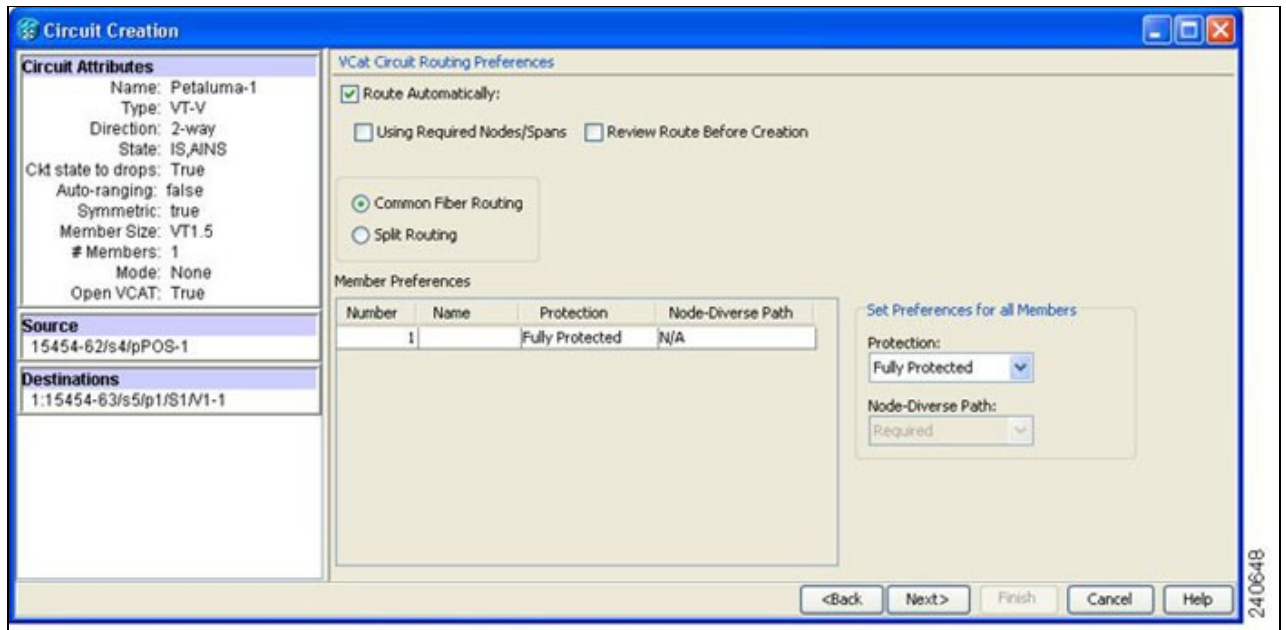 Circuit Creation
Circuit Attributes
Name: Petaluma-1
Type: VT-V
Direction: 2-way
State: IS,AINS
Ckt state to drops: True
Auto-ranging: false
Symmetric: true
Member Size: VT1.5
# Members: 1
Mode: None
Open VCAT: True
Source
15454-62/s4/pPOS-1
Destinations
1:15454-63/s5/p1/S1/V1-1
VCat Circuit Routing Preferences
Route Automatically:
Using Required Nodes/Spans Review Route Before Creation
Common Fiber Routing
Split Routing
Member Preferences
Number Name Protection Node-Diverse Path
1 Fully Protected N/A
Set Preferences for all Members
Protection:
Fully Protected
Node-Diverse Path:
Required
<Back Next> Finish Cancel Help
240648